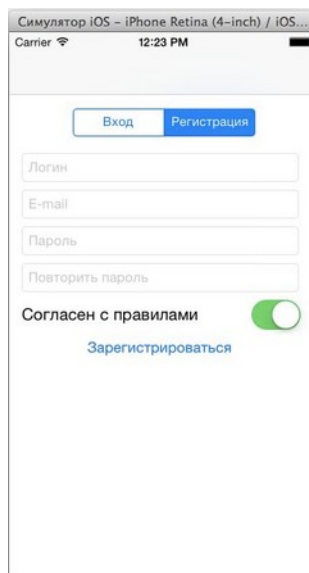 Симулятор iOS – iPhone Retina (4-inch) / iOS...
Carrier 12:23 PM
Вход Регистрация
Логин
E-mail
Пароль
Повторить пароль
Согласен с правилами
Зарегистрироваться